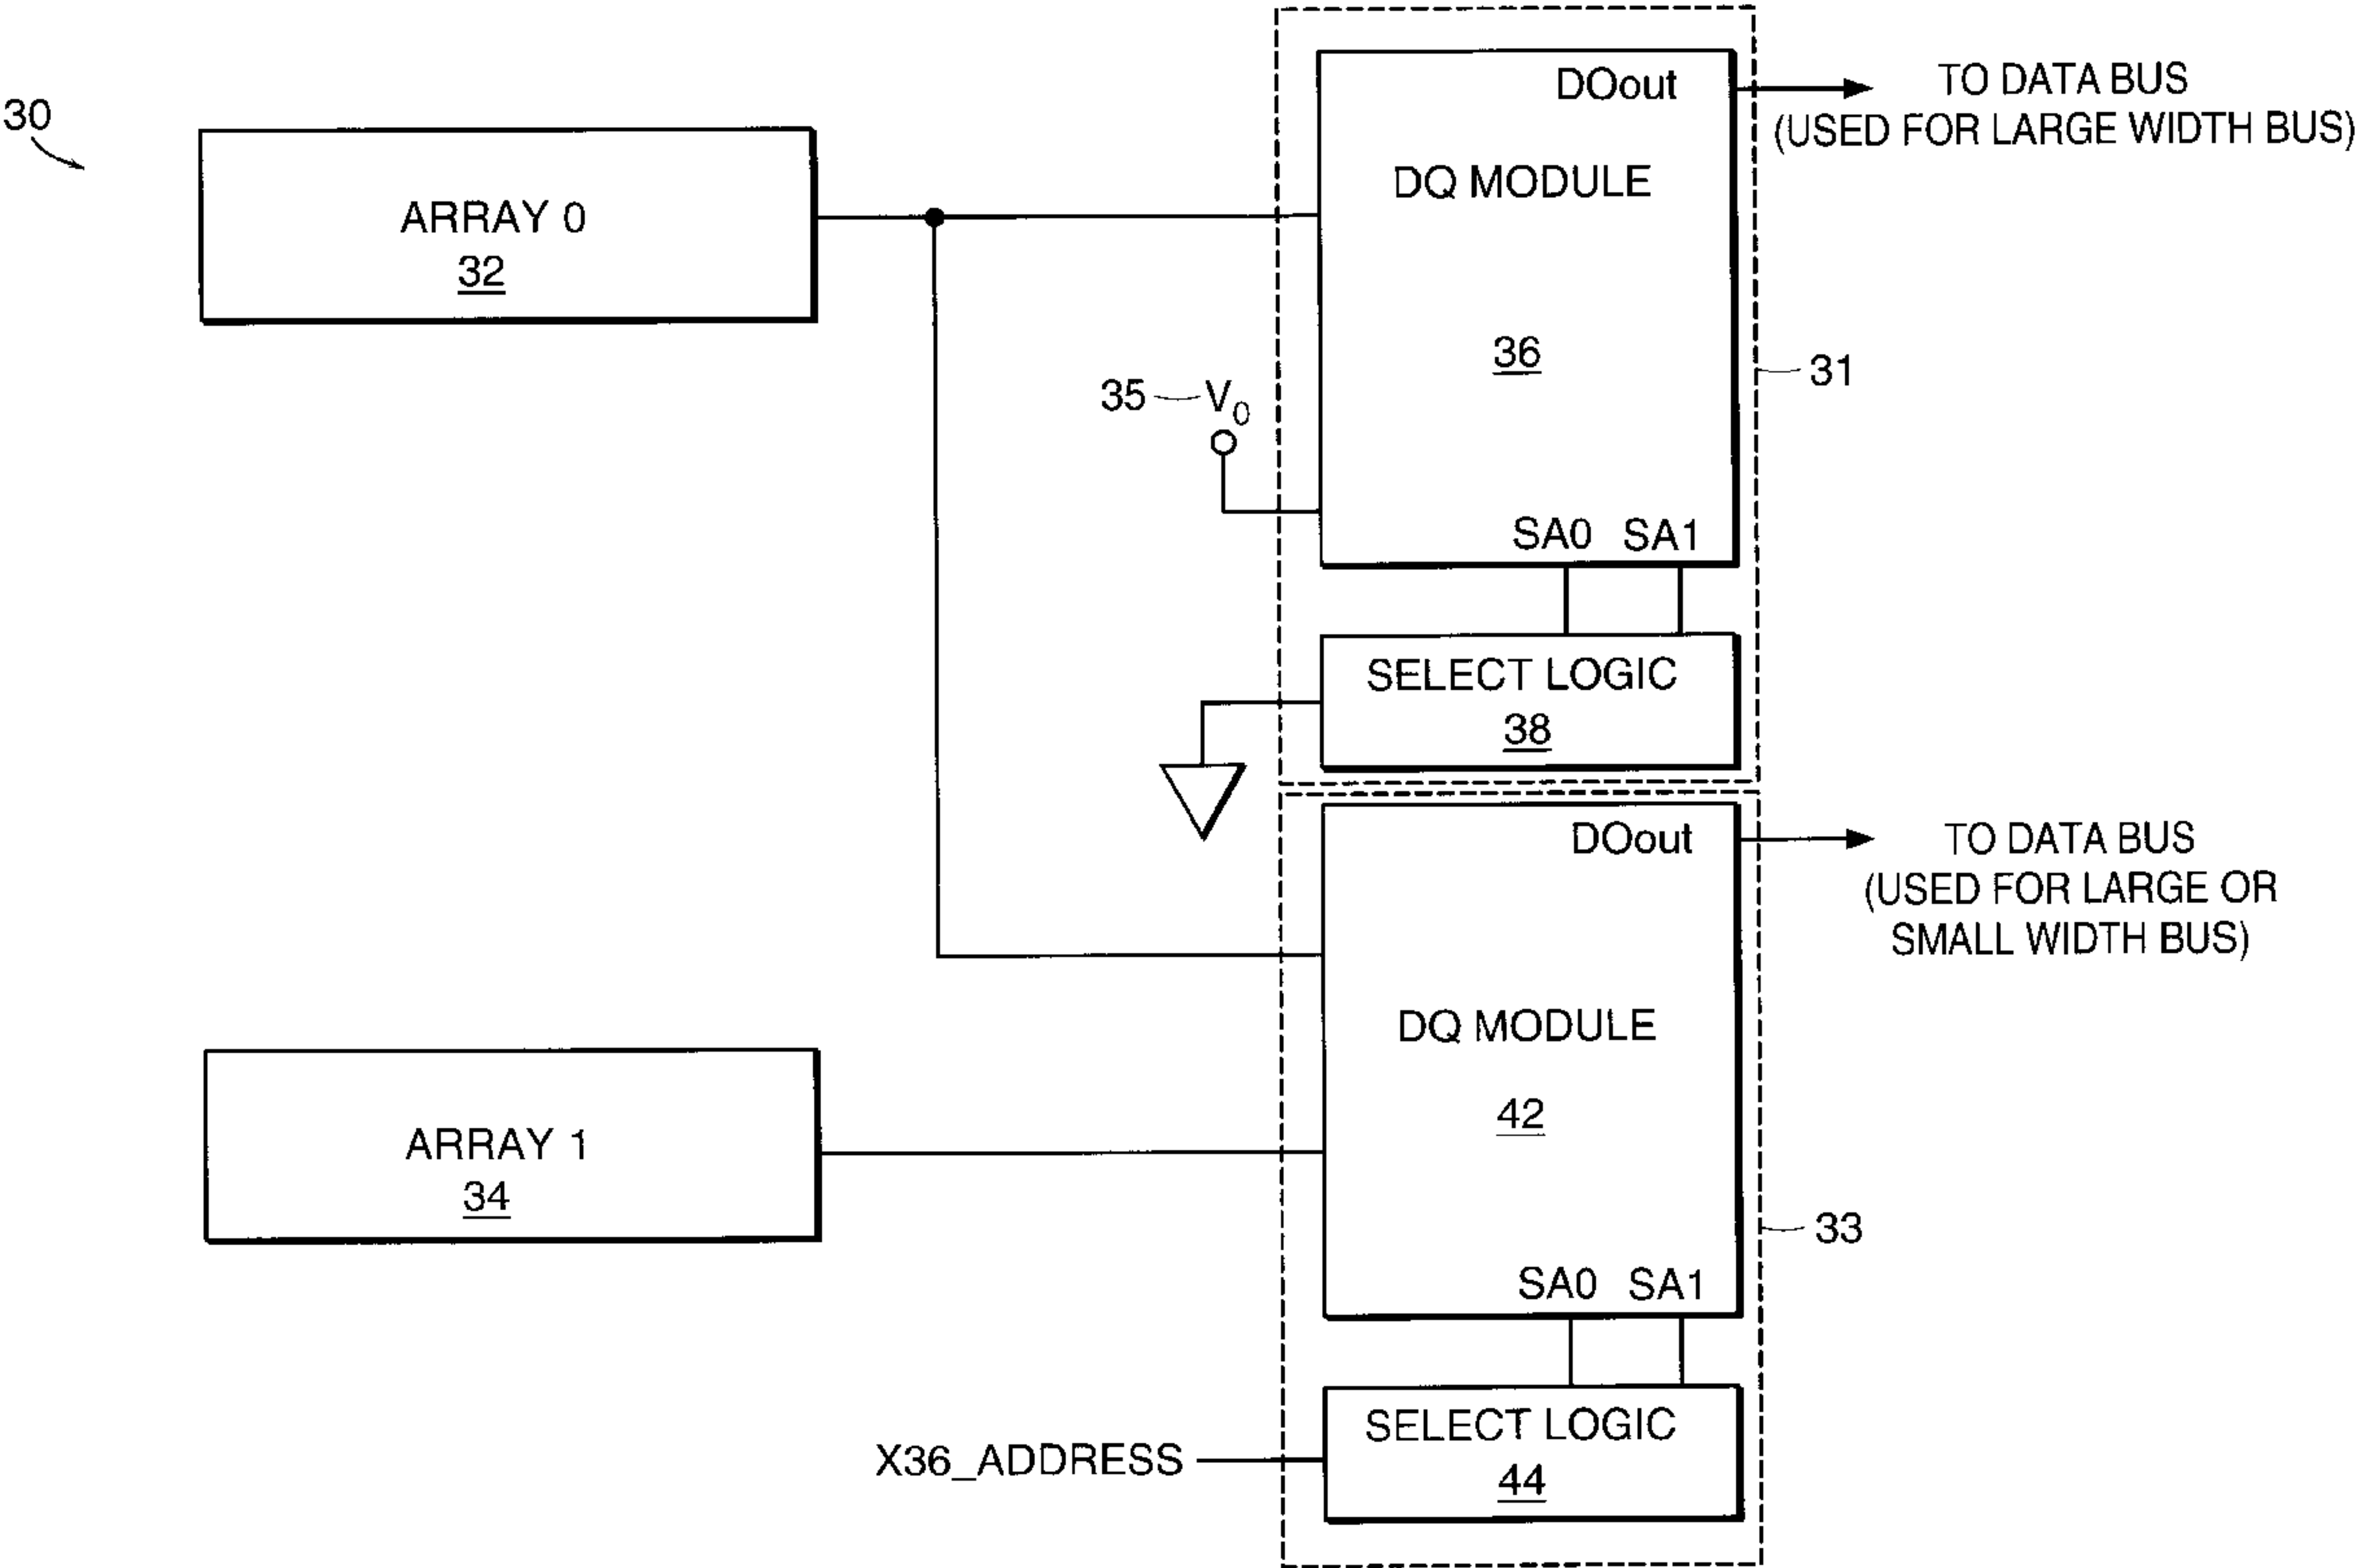 30
ARRAY 0
32
DOout
DQ MODULE
36
TO DATA BUS
(USED FOR LARGE WIDTH BUS)
31
35
V0
SA0 SA1
SELECT LOGIC
38
DOout
TO DATA BUS
(USED FOR LARGE OR
SMALL WIDTH BUS)
DQ MODULE
42
ARRAY 1
34
33
SA0 SA1
SELECT LOGIC
44
X36_ADDRESS